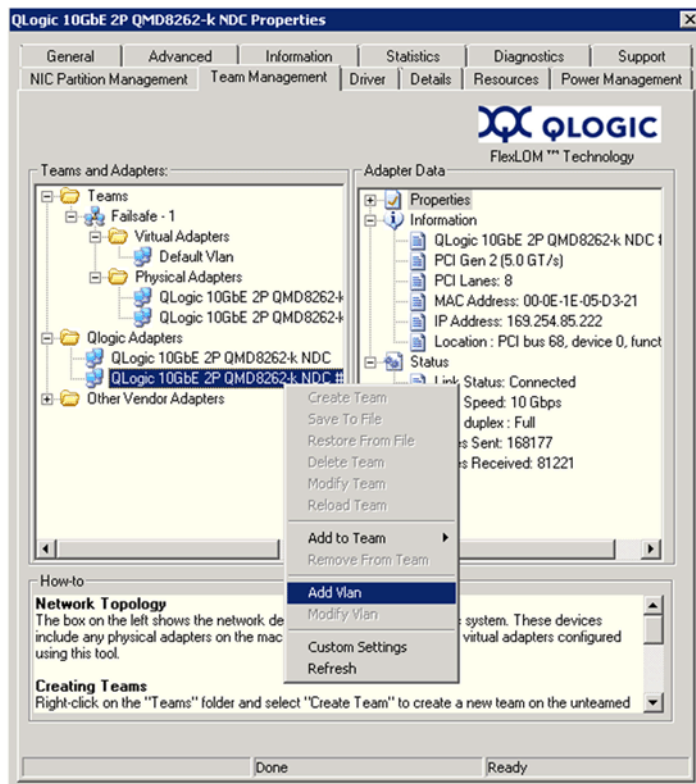 QLogic 10GbE 2P QMD8262-k NDC Properties
General Advanced Information Statistics Diagnostics Support
NIC Partition Management Team Management Driver Details Resources Power Management
QLOGIC
FlexLOM ™ Technology
Teams and Adapters:
Teams
Failsafe - 1
Virtual Adapters
Default Vlan
Physical Adapters
QLogic 10GbE 2P QMD8262-k
QLogic 10GbE 2P QMD8262-k
Qlogic Adapters
QLogic 10GbE 2P QMD8262-k NDC
QLogic 10GbE 2P QMD8262-k NDC #
Other Vendor Adapters
Adapter Data
Properties
Information
QLogic 10GbE 2P QMD8262-k NDC #
PCI Gen 2 (5.0 GT/s)
PCI Lanes: 8
MAC Address: 00-0E-1E-05-D3-21
IP Address: 169.254.85.222
Location : PCI bus 68, device 0, funct
Status
Link Status: Connected
Speed: 10 Gbps
duplex : Full
s Sent: 168177
s Received: 81221
Create Team
Save To File
Restore From File
Delete Team
Modify Team
Reload Team
Add to Team
Remove From Team
Add Vlan
Modify Vlan
Custom Settings
Refresh
How-to
Network Topology
The box on the left shows the network de system. These devices
include any physical adapters on the mac virtual adapters configured
using this tool.
Creating Teams
Right-click on the "Teams" folder and select "Create Team" to create a new team on the unteamed
Done Ready